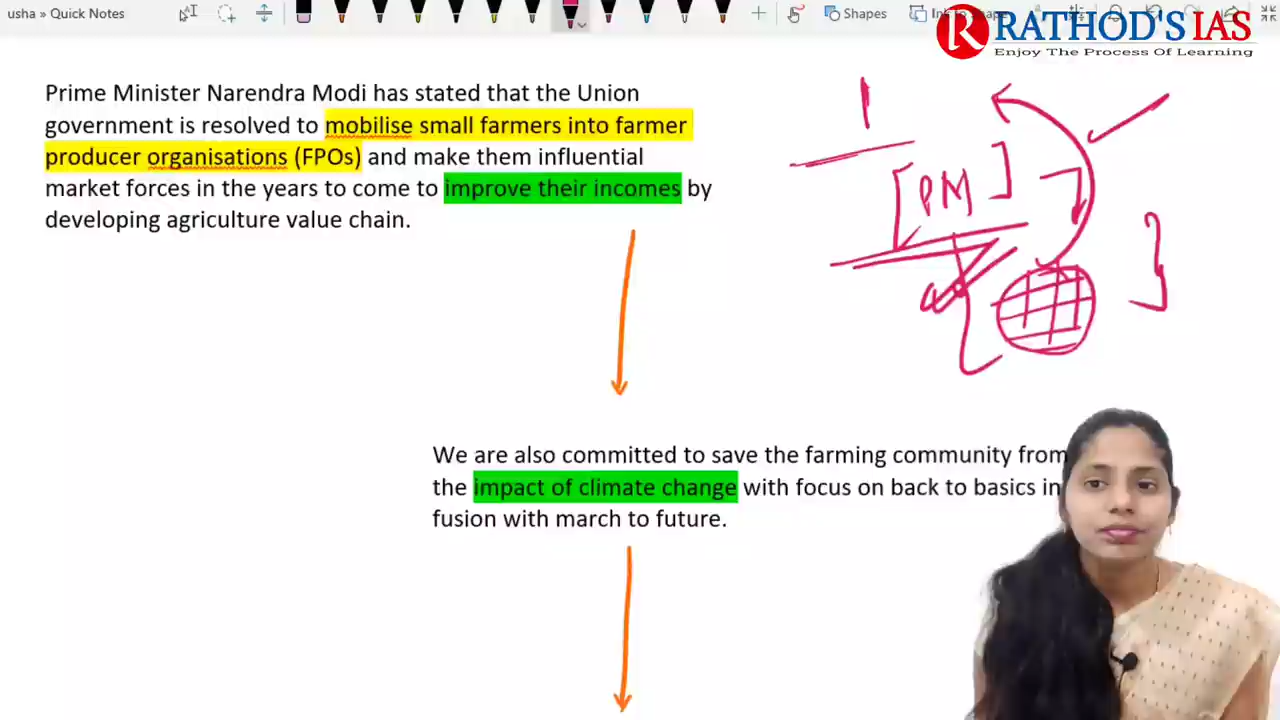 usha » Quick Notes
Shapes
RATHOD'S IAS
Enjoy The Process Of Learning
Prime Minister Narendra Modi has stated that the Union
government is resolved to mobilise small farmers into farmer
producer organisations (FPOs) and make them influential
market forces in the years to come to improve their incomes by
developing agriculture value chain.
[PM]
We are also committed to save the farming community from
the impact of climate change with focus on back to basics in
fusion with march to future.